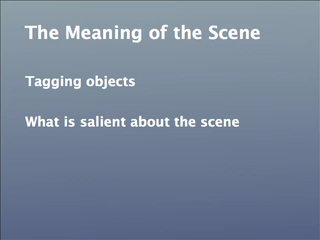 The Meaning of the Scene
Tagging objects
What is salient about the scene